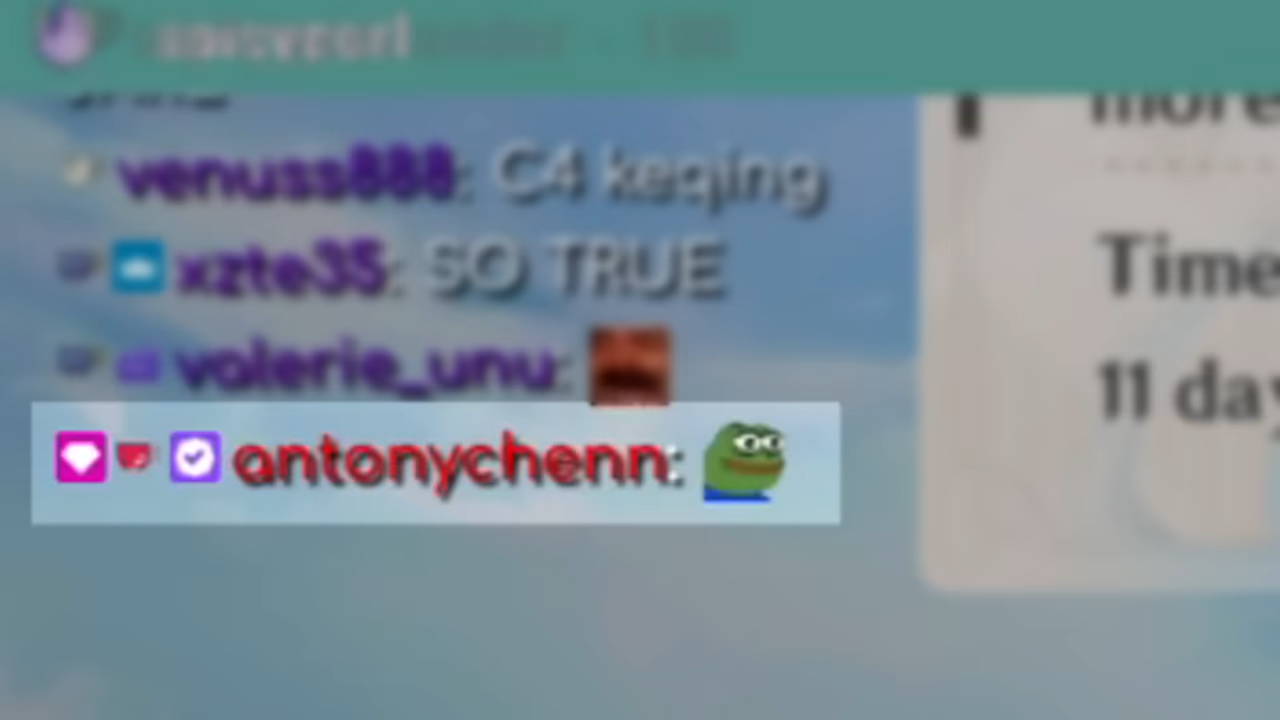 venuss888: C4 keqing
xzte35: SO TRUE
valerie_unu:
antonychenn:
more
Time
11 day